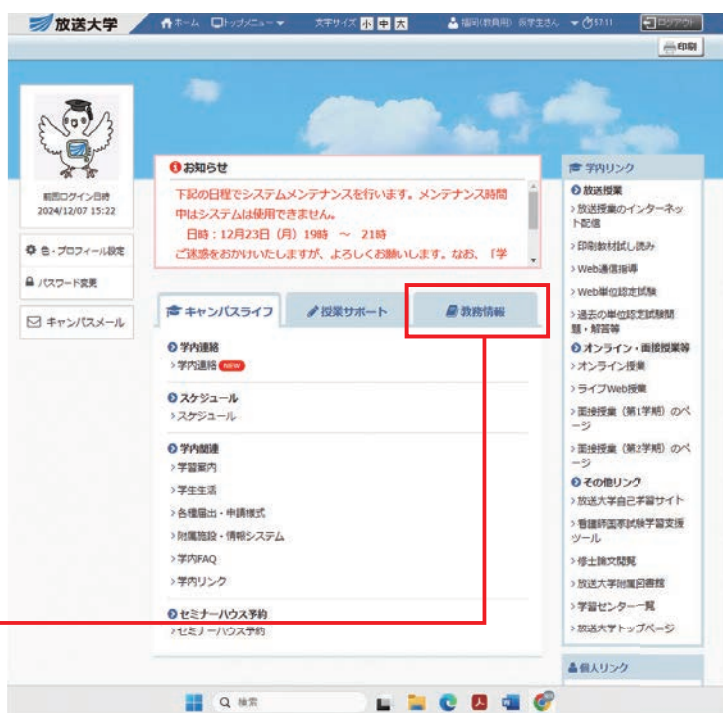 放送大学
ホーム
トップメニュー
文字サイズ 小 中 大
57:11
ログアウト
印刷
前回ログイン日時
2024/12/07 15:22
色・プロフィール設定
パスワード変更
キャンパスメール
お知らせ
下記の日程でシステムメンテナンスを行います。メンテナンス時間
中はシステムは使用できません。
日時：12月23日（月）19時 ～ 21時
ご迷惑をおかけいたしますが、よろしくお願いします。なお、「学
キャンパスライフ
授業サポート
教務情報
学内連絡
学内連絡 NEW
スケジュール
スケジュール
学内関連
学習案内
学生生活
各種届出・申請様式
附属施設・情報システム
学内FAQ
学内リンク
セミナーハウス予約
セミナーハウス予約
学内リンク
放送授業
放送授業のインターネッ
ト配信
印刷教材試し読み
Web通信指導
Web単位認定試験
過去の単位認定試験問
題・解答等
オンライン・面接授業等
オンライン授業
ライブWeb授業
面接授業（第1学期）のペ
ージ
面接授業（第2学期）のペ
ージ
その他リンク
放送大学自己学習サイト
看護師国家試験学習支援
ツール
修士論文閲覧
放送大学附属図書館
学習センター一覧
放送大学トップページ
個人リンク
検索